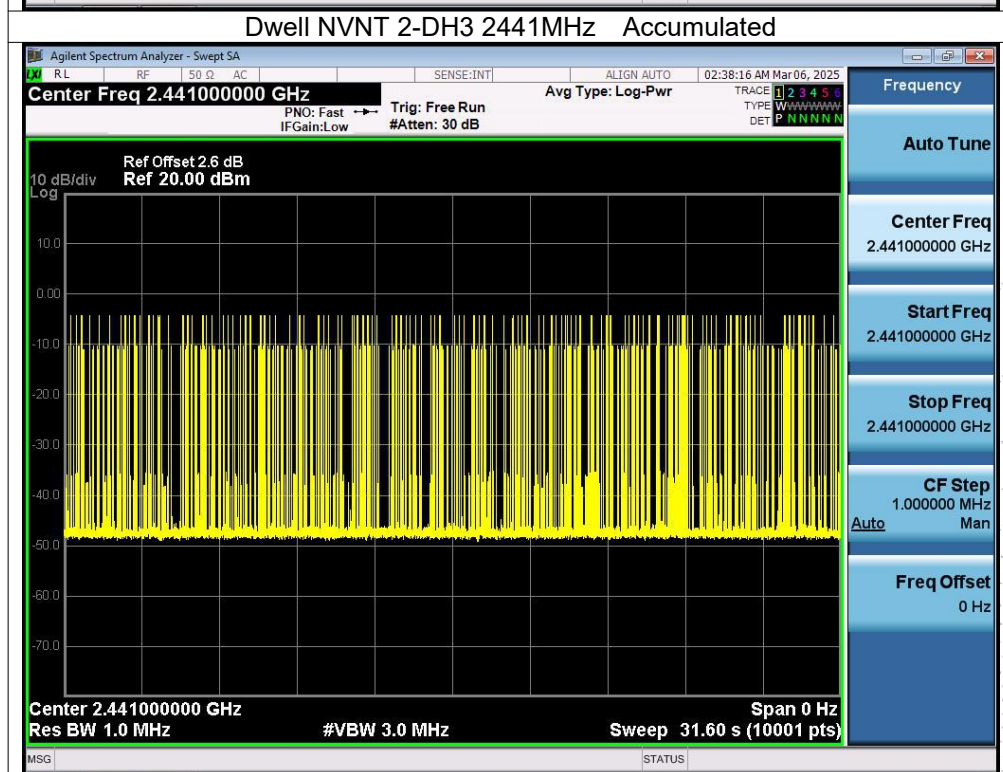 Dwell NVNT 2-DH3 2441MHz Accumulated
Agilent Spectrum Analyzer - Swept SA
LXI RL RF 50 Ω AC SENSE:INT ALIGN AUTO 02:38:16 AM Mar 06, 2025
Center Freq 2.441000000 GHz
PNO: Fast
IFGain:Low
Trig: Free Run
#Atten: 30 dB
Avg Type: Log-Pwr
TRACE 1 2 3 4 5 6
TYPE WWWWWW
DET P N N N N N
Frequency
Auto Tune
Center Freq
2.441000000 GHz
Start Freq
2.441000000 GHz
Stop Freq
2.441000000 GHz
CF Step
1.000000 MHz
Auto Man
Freq Offset
0 Hz
Ref Offset 2.6 dB
10 dB/div Ref 20.00 dBm
Log
10.0
0.00
-10.0
-20.0
-30.0
-40.0
-50.0
-60.0
-70.0
Center 2.441000000 GHz Span 0 Hz
Res BW 1.0 MHz #VBW 3.0 MHz Sweep 31.60 s (10001 pts)
MSG STATUS